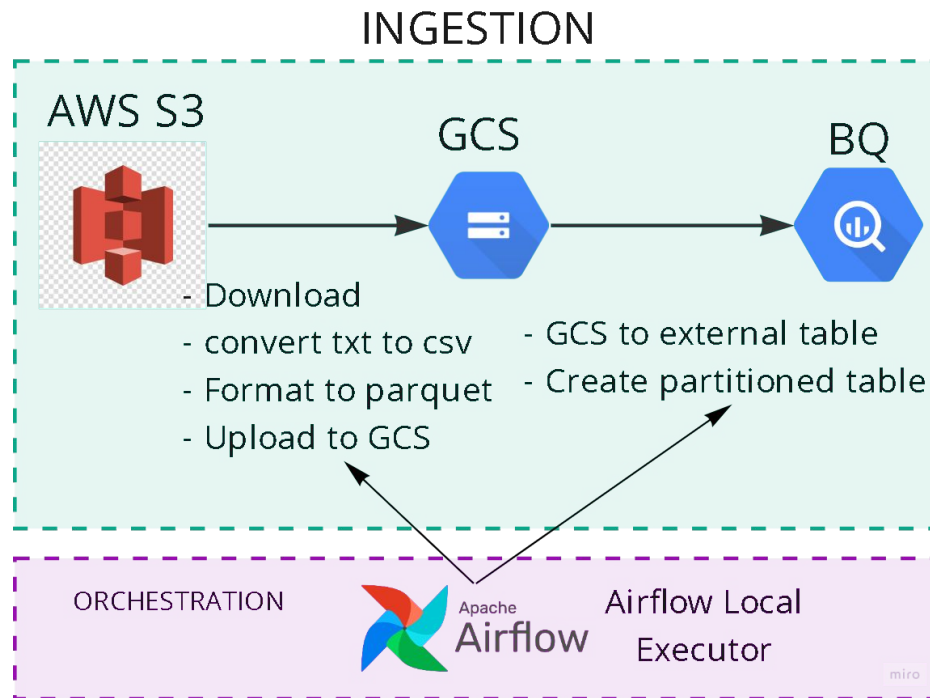 INGESTION
AWS S3
GCS
BQ
- Download
- convert txt to csv
- Format to parquet
- Upload to GCS
- GCS to external table
- Create partitioned table
ORCHESTRATION
Apache
Airflow
Airflow Local
Executor
miro